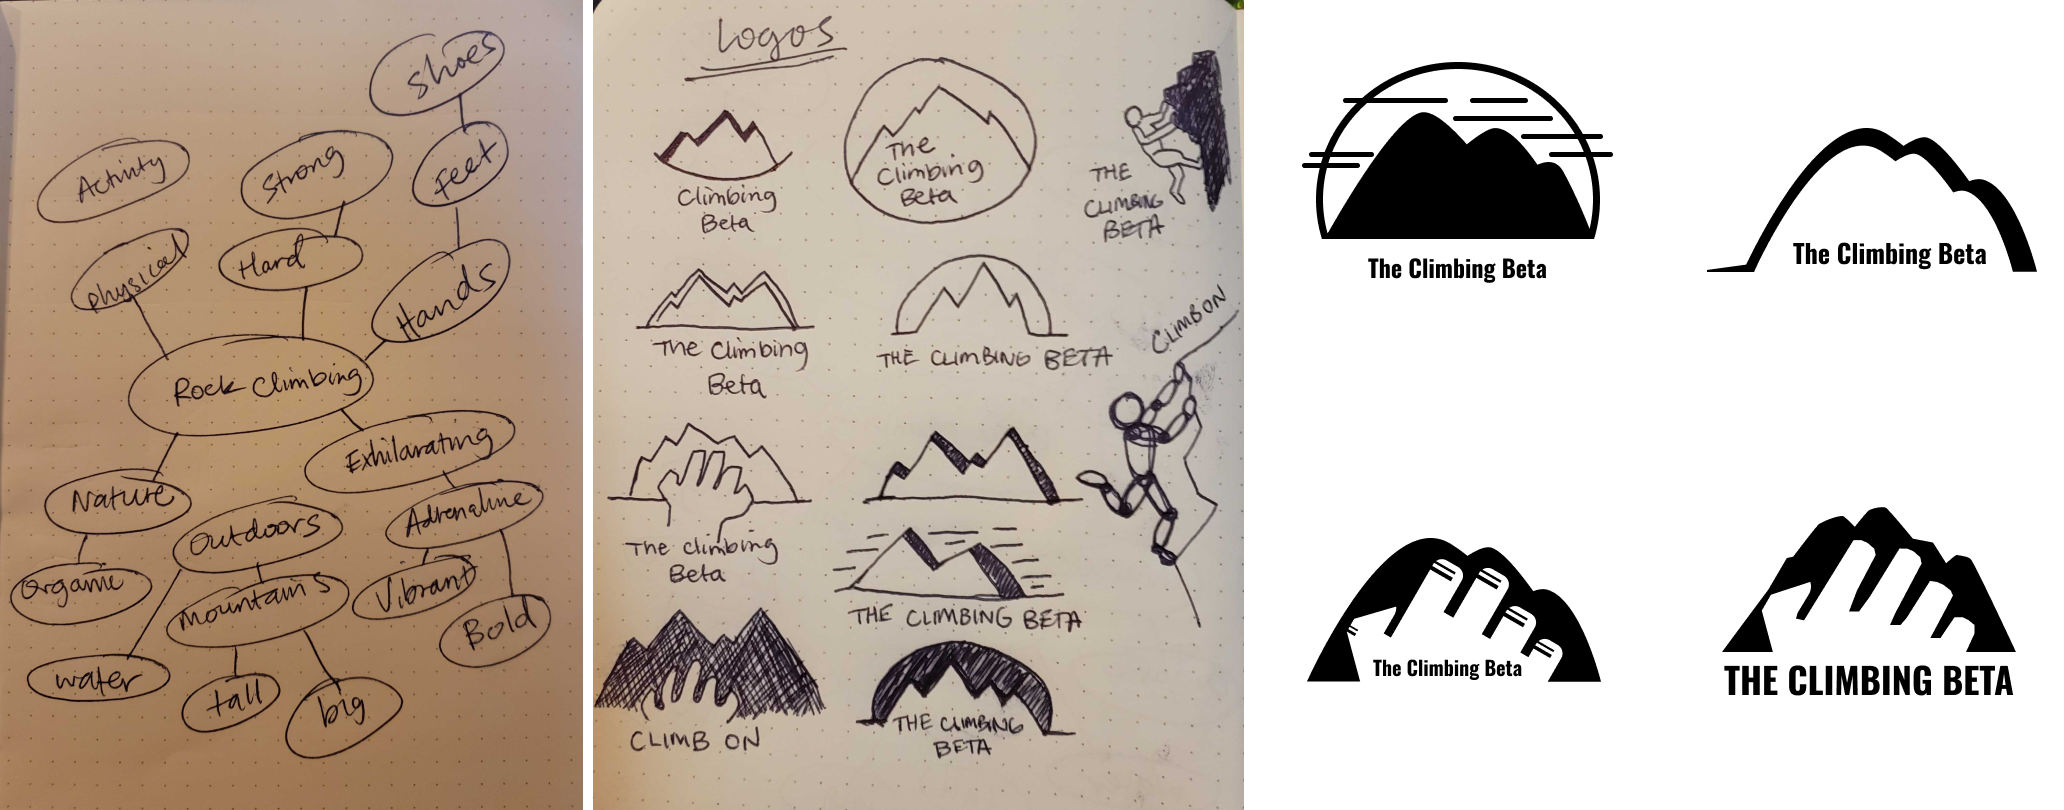 Shoes
Activity
Strong
Feet
Physical
Hard
Hands
Rock Climbing
Exhilarating
Nature
Adrenaline
Outdoors
Organic
Mountains
Vibrant
Bold
water
tall
big
Logos
Climbing
Beta
The
Climbing
Beta
THE
CLIMBING
BETA
The Climbing
Beta
THE CLIMBING BETA
CLIMB ON
The Climbing
Beta
THE CLIMBING BETA
CLIMB ON
THE CLIMBING
BETA
The Climbing Beta
The Climbing Beta
The Climbing Beta
THE CLIMBING BETA